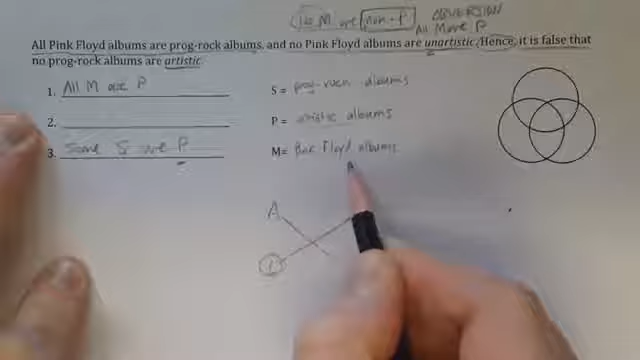 No M are non-P OBVERSION
All M are P
All Pink Floyd albums are prog-rock albums, and no Pink Floyd albums are unartistic. Hence, it is false that
no prog-rock albums are artistic.
1. All M are P
S = prog-rock albums
2.
P = artistic albums
3. Some S are P
M= Pink Floyd albums
A
I